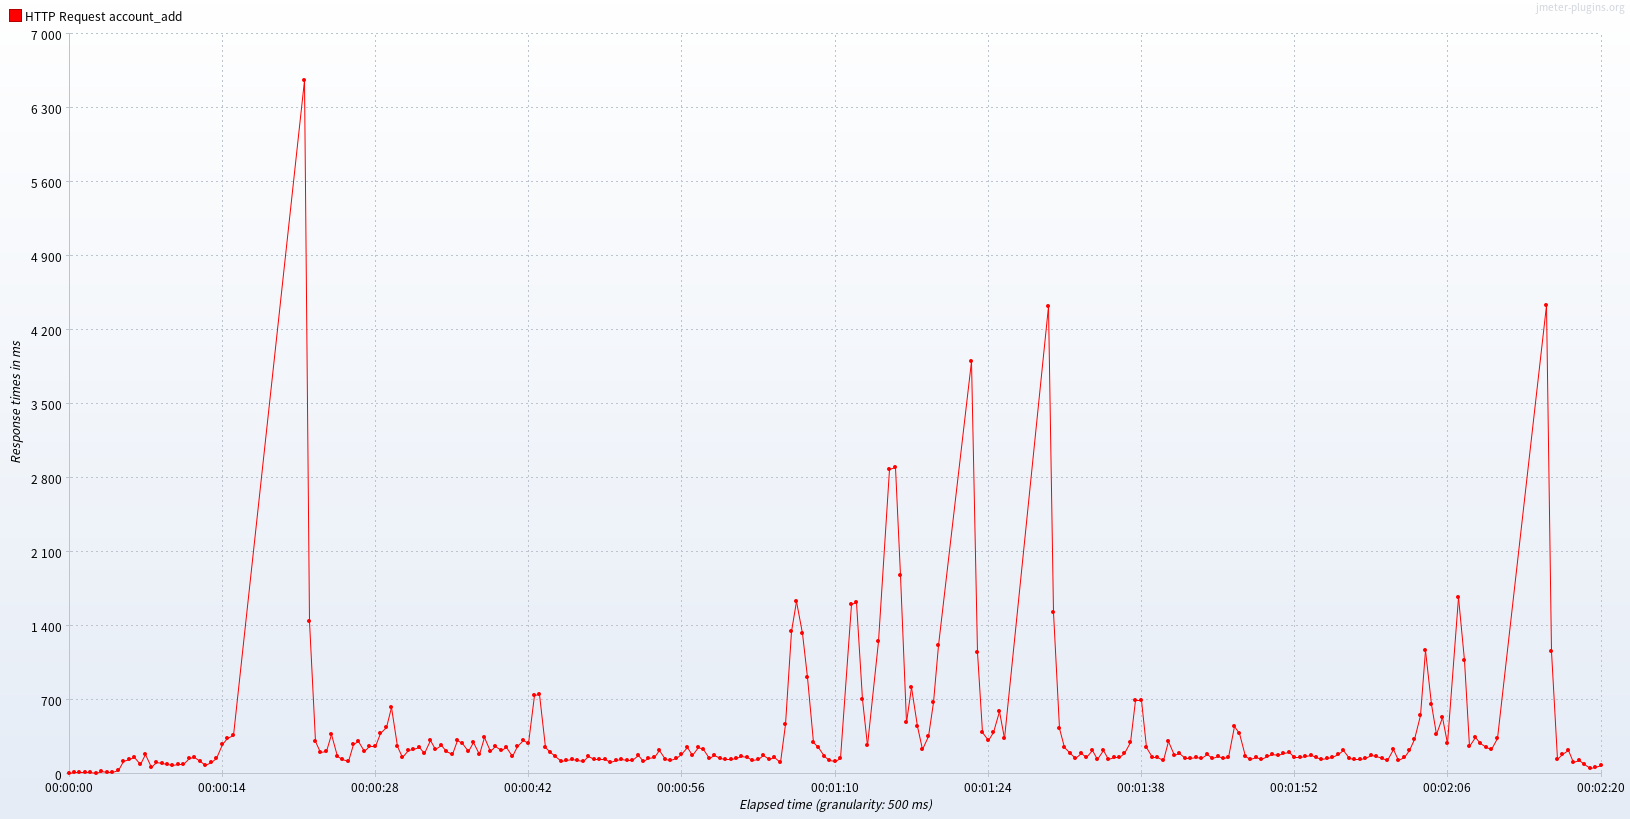 HTTP Request account_add
jmeter-plugins.org
7 000
6 300
5 600
4 900
4 200
3 500
2 800
2 100
1 400
700
0
Response times in ms
00:00:00 00:00:14 00:00:28 00:00:42 00:00:56 00:01:10 00:01:24 00:01:38 00:01:52 00:02:06 00:02:20
Elapsed time (granularity: 500 ms)